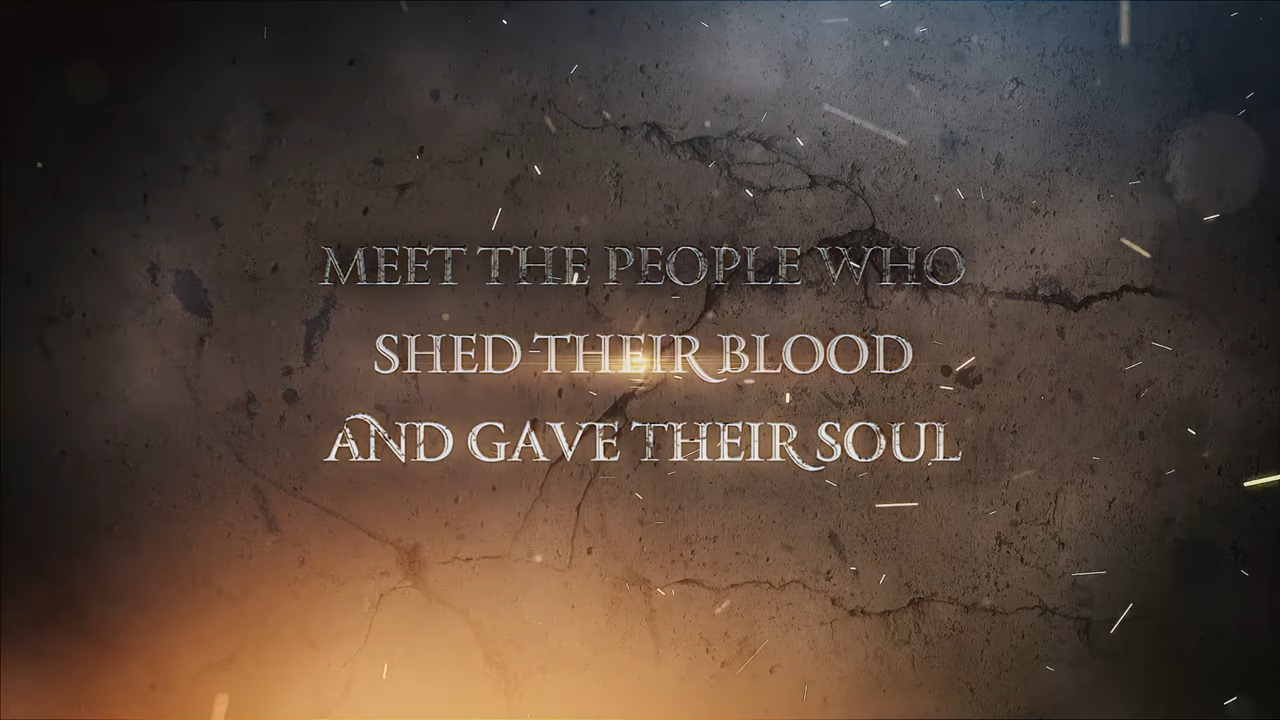 MEET THE PEOPLE WHO
SHED THEIR BLOOD
AND GAVE THEIR SOUL